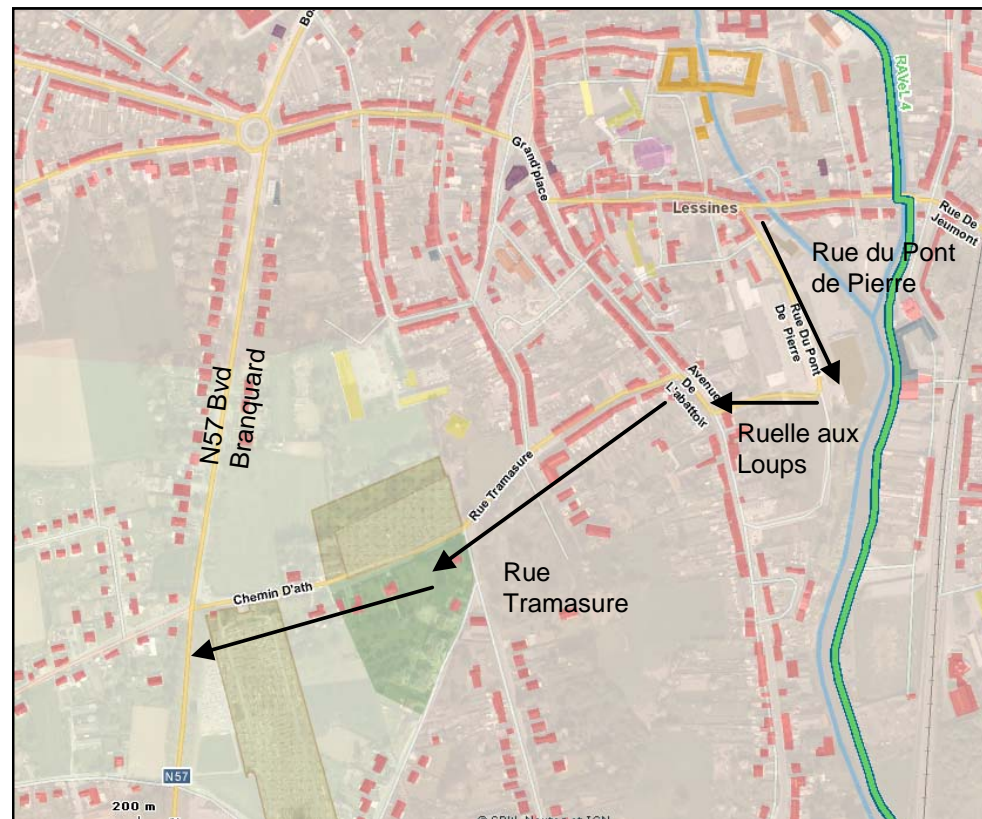 Bo
RAVeL 4
Grand'place
Lessines
Rue De
Jeumont
Rue du Pont
de Pierre
Rue Du Pont
De Pierre
N57 Bvd
Branquard
Avenue
De
L'abattoir
Ruelle aux
Loups
Rue Tramasure
Chemin D'ath
Rue
Tramasure
N57
200 m